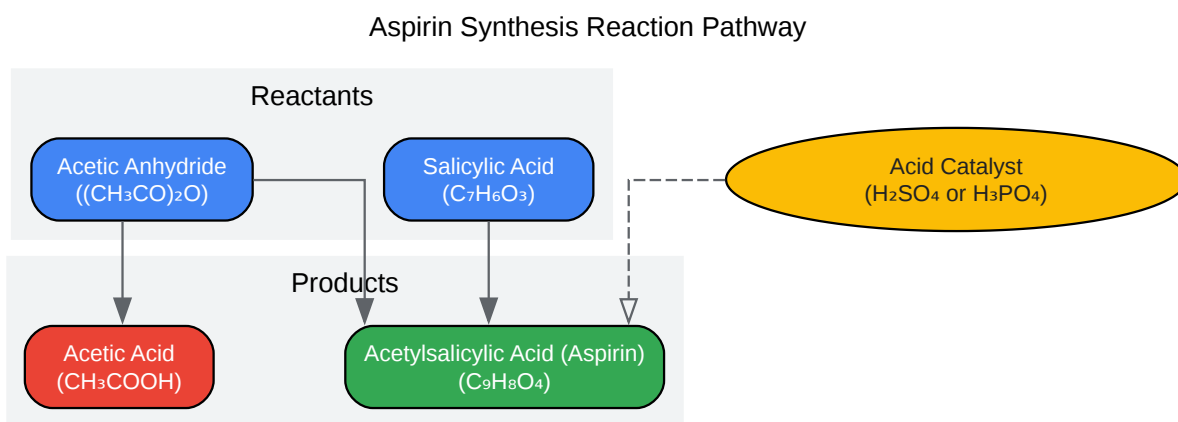 Aspirin Synthesis Reaction Pathway
Reactants
Acetic Anhydride
((CH₃CO)₂O)
Salicylic Acid
(C₇H₆O₃)
Acid Catalyst
(H₂SO₄ or H₃PO₄)
Products
Acetic Acid
(CH₃COOH)
Acetylsalicylic Acid (Aspirin)
(C₉H₈O₄)